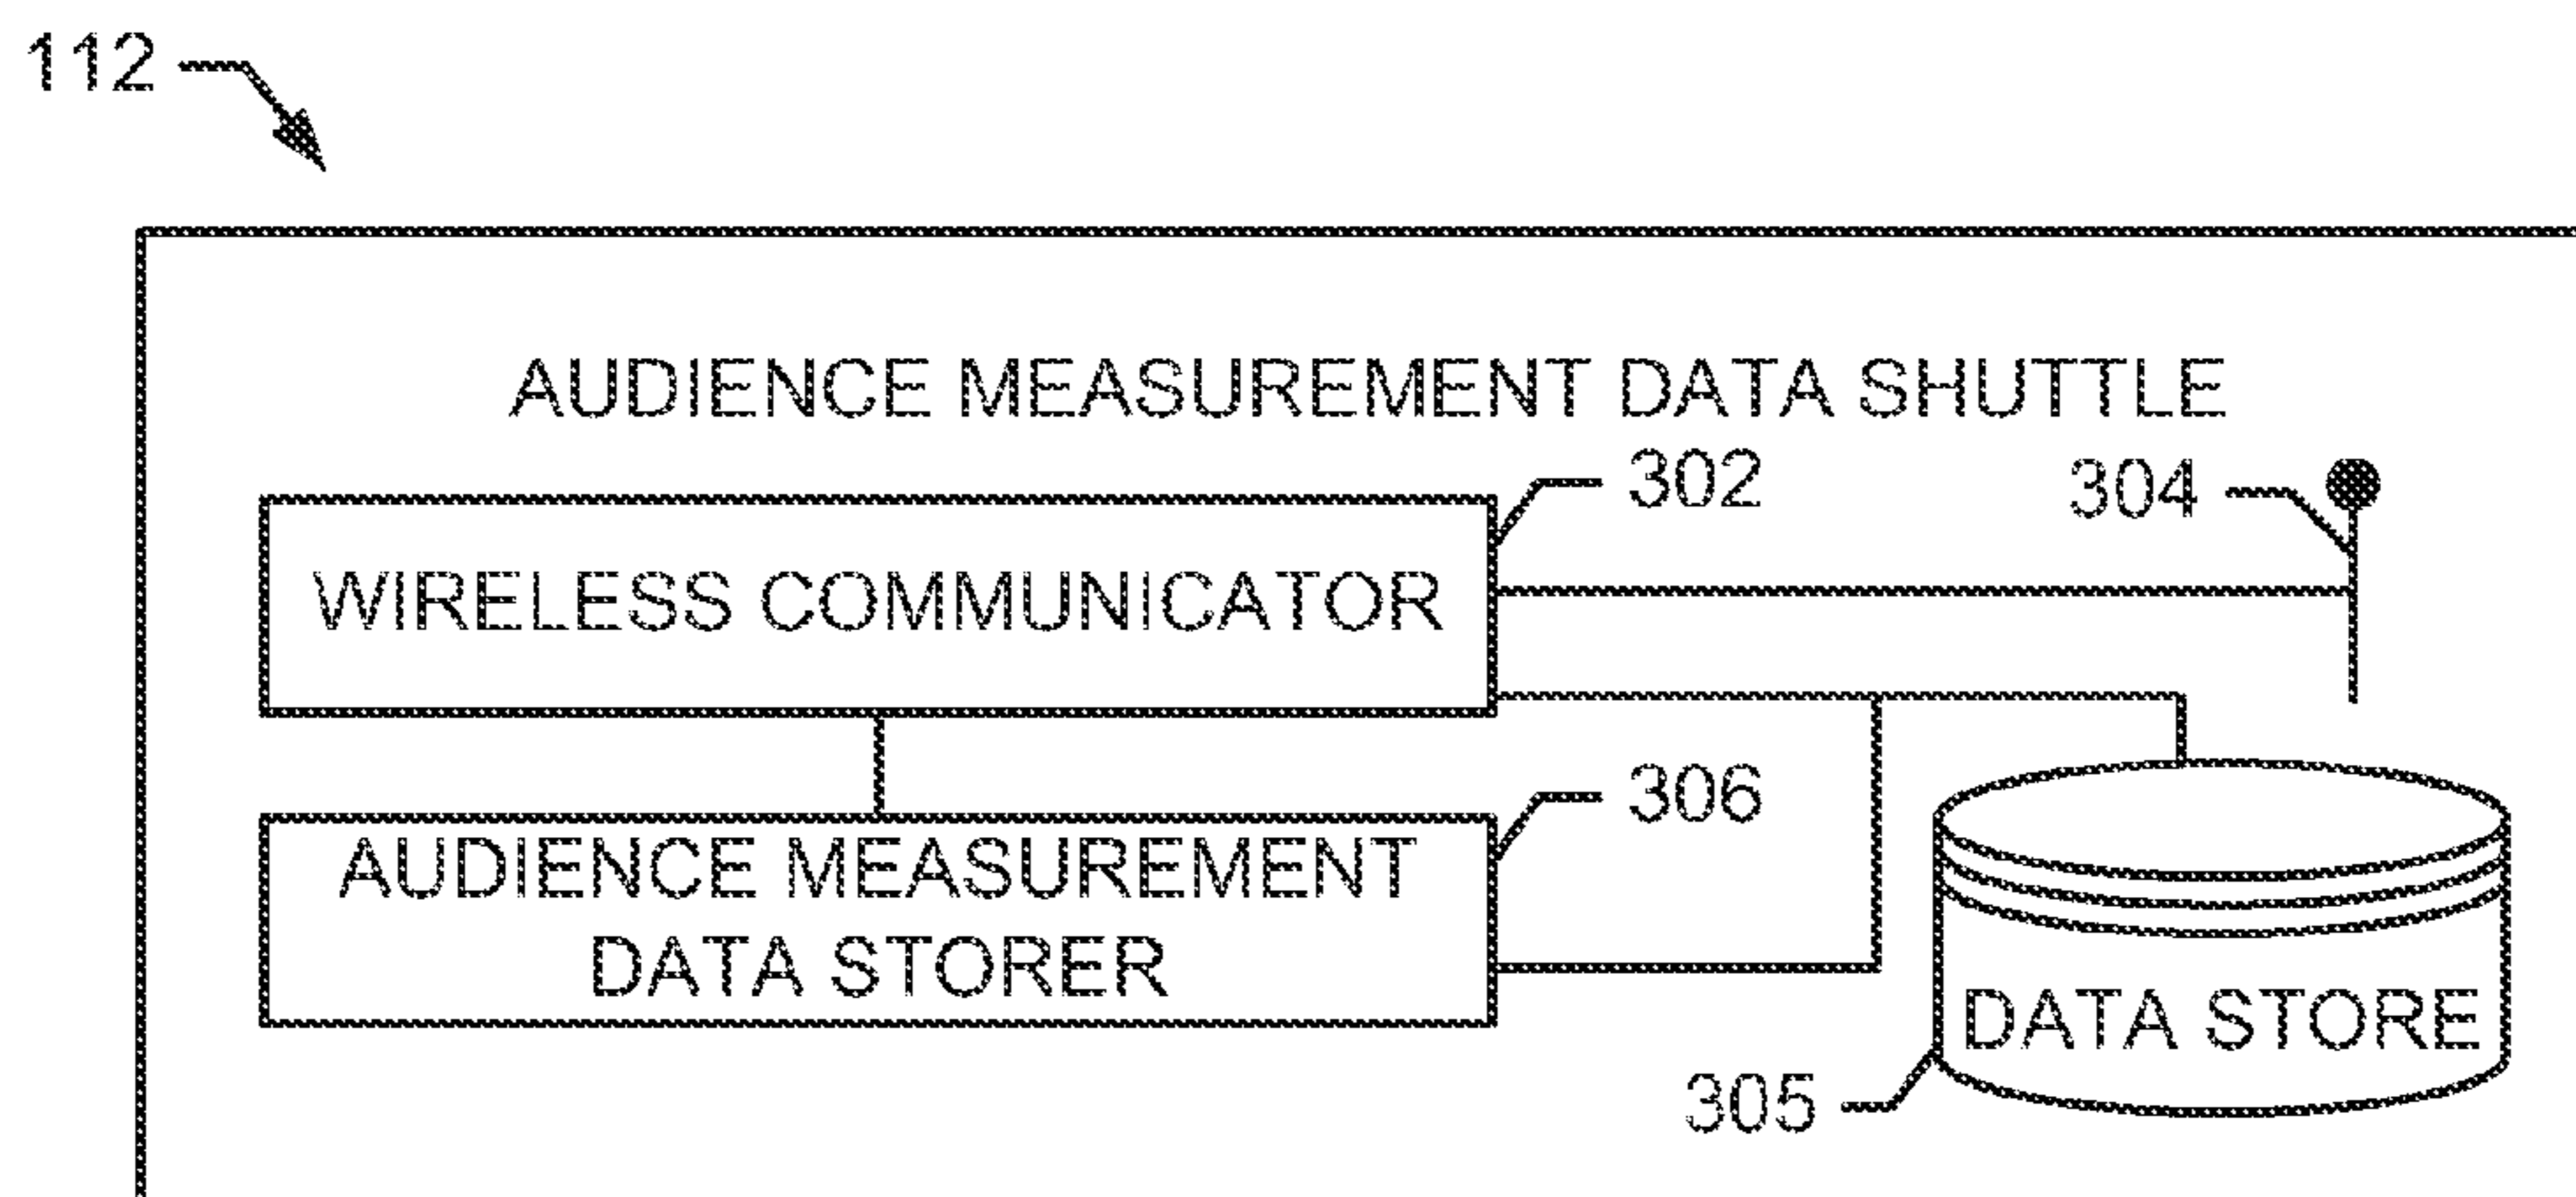 112
AUDIENCE MEASUREMENT DATA SHUTTLE
302
304
WIRELESS COMMUNICATOR
306
AUDIENCE MEASUREMENT
DATA STORER
DATA STORE
305